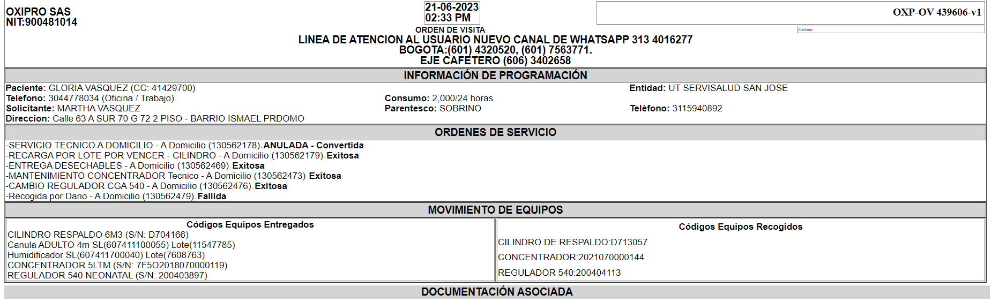 OXIPRO SAS
NIT:900481014
21-06-2023
02:33 PM
OXP-OV 439606-v1
Exitosa
ORDEN DE VISITA
LINEA DE ATENCION AL USUARIO NUEVO CANAL DE WHATSAPP 313 4016277
BOGOTA:(601) 4320520, (601) 7563771.
EJE CAFETERO (606) 3402658
INFORMACIÓN DE PROGRAMACIÓN
Paciente: GLORIA VASQUEZ (CC: 41429700) Entidad: UT SERVISALUD SAN JOSE
Telefono: 3044778034 (Oficina / Trabajo) Consumo: 2,000/24 horas
Solicitante: MARTHA VASQUEZ Parentesco: SOBRINO Telèfono: 3115940892
Direccion: Calle 63 A SUR 70 G 72 2 PISO - BARRIO ISMAEL PRDOMO
ORDENES DE SERVICIO
-SERVICIO TECNICO A DOMICILIO - A Domicilio (130562178).ANULADA - Convertida
-RECARGA POR LOTE POR VENCER - CILINDRO - A Domicilio (130562179).Exitosa
-ENTREGA DESECHABLES - A Domicilio (130562469).Exitosa
-MANTENIMIENTO CONCENTRADOR Tecnico - A Domicilio (130562473).Exitosa
-CAMBIO REGULADOR CGA 540 - A Domicilio (130562476).Exitosa
-Recogida por Dano - A Domicilio (130562479).Fallida
MOVIMIENTO DE EQUIPOS
Códigos Equipos Entregados
CILINDRO RESPALDO 6M3 (S/N: D704166)
Canula ADULTO 4m SL(607411100055) Lote(11547785)
Humidificador SL(607411700040) Lote(7608763)
CONCENTRADOR 5LTM (S/N: 7F5O2018070000119)
REGULADOR 540 NEONATAL (S/N: 200403897)
Códigos Equipos Recogidos
CILINDRO DE RESPALDO:D713057
CONCENTRADOR:2021070000144
REGULADOR 540:200404113
DOCUMENTACIÓN ASOCIADA